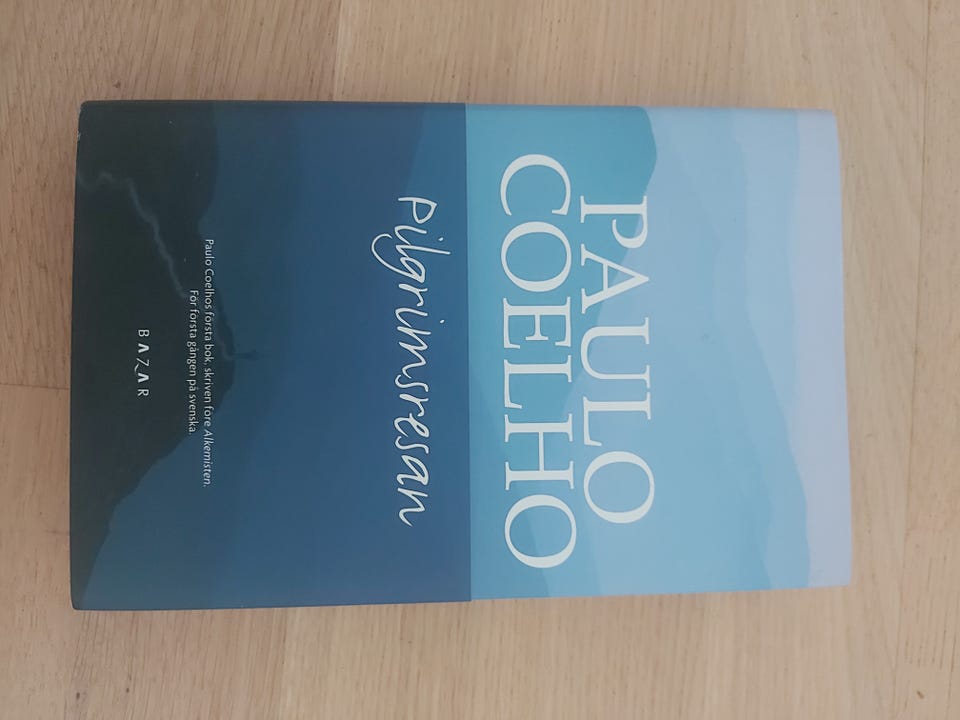 PAULO
COELHO
Pilgrimsresan
Paulo Coelhos första bok, skriven före Alkemisten.
För första gången på svenska.
BAZAR